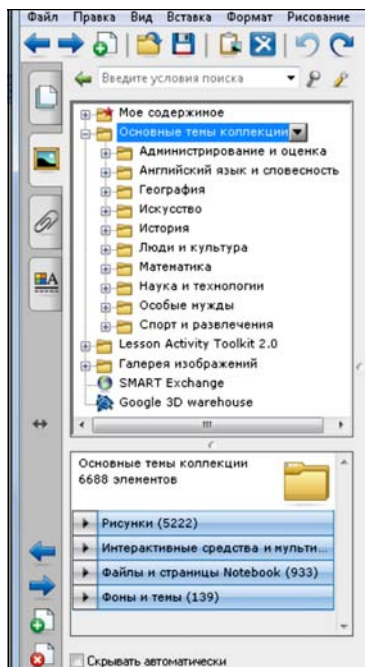 Файл Правка Вид Вставка Формат Рисование
Введите условия поиска
Мое содержимое
Основные темы коллекции
Администрирование и оценка
Английский язык и словесность
География
Искусство
История
Люди и культура
Математика
Наука и технологии
Особые нужды
Спорт и развлечения
Lesson Activity Toolkit 2.0
Галерея изображений
SMART Exchange
Google 3D warehouse
Основные темы коллекции
6688 элементов
Рисунки (5222)
Интерактивные средства и мульти...
Файлы и страницы Notebook (933)
Фоны и темы (139)
Скрывать автоматически